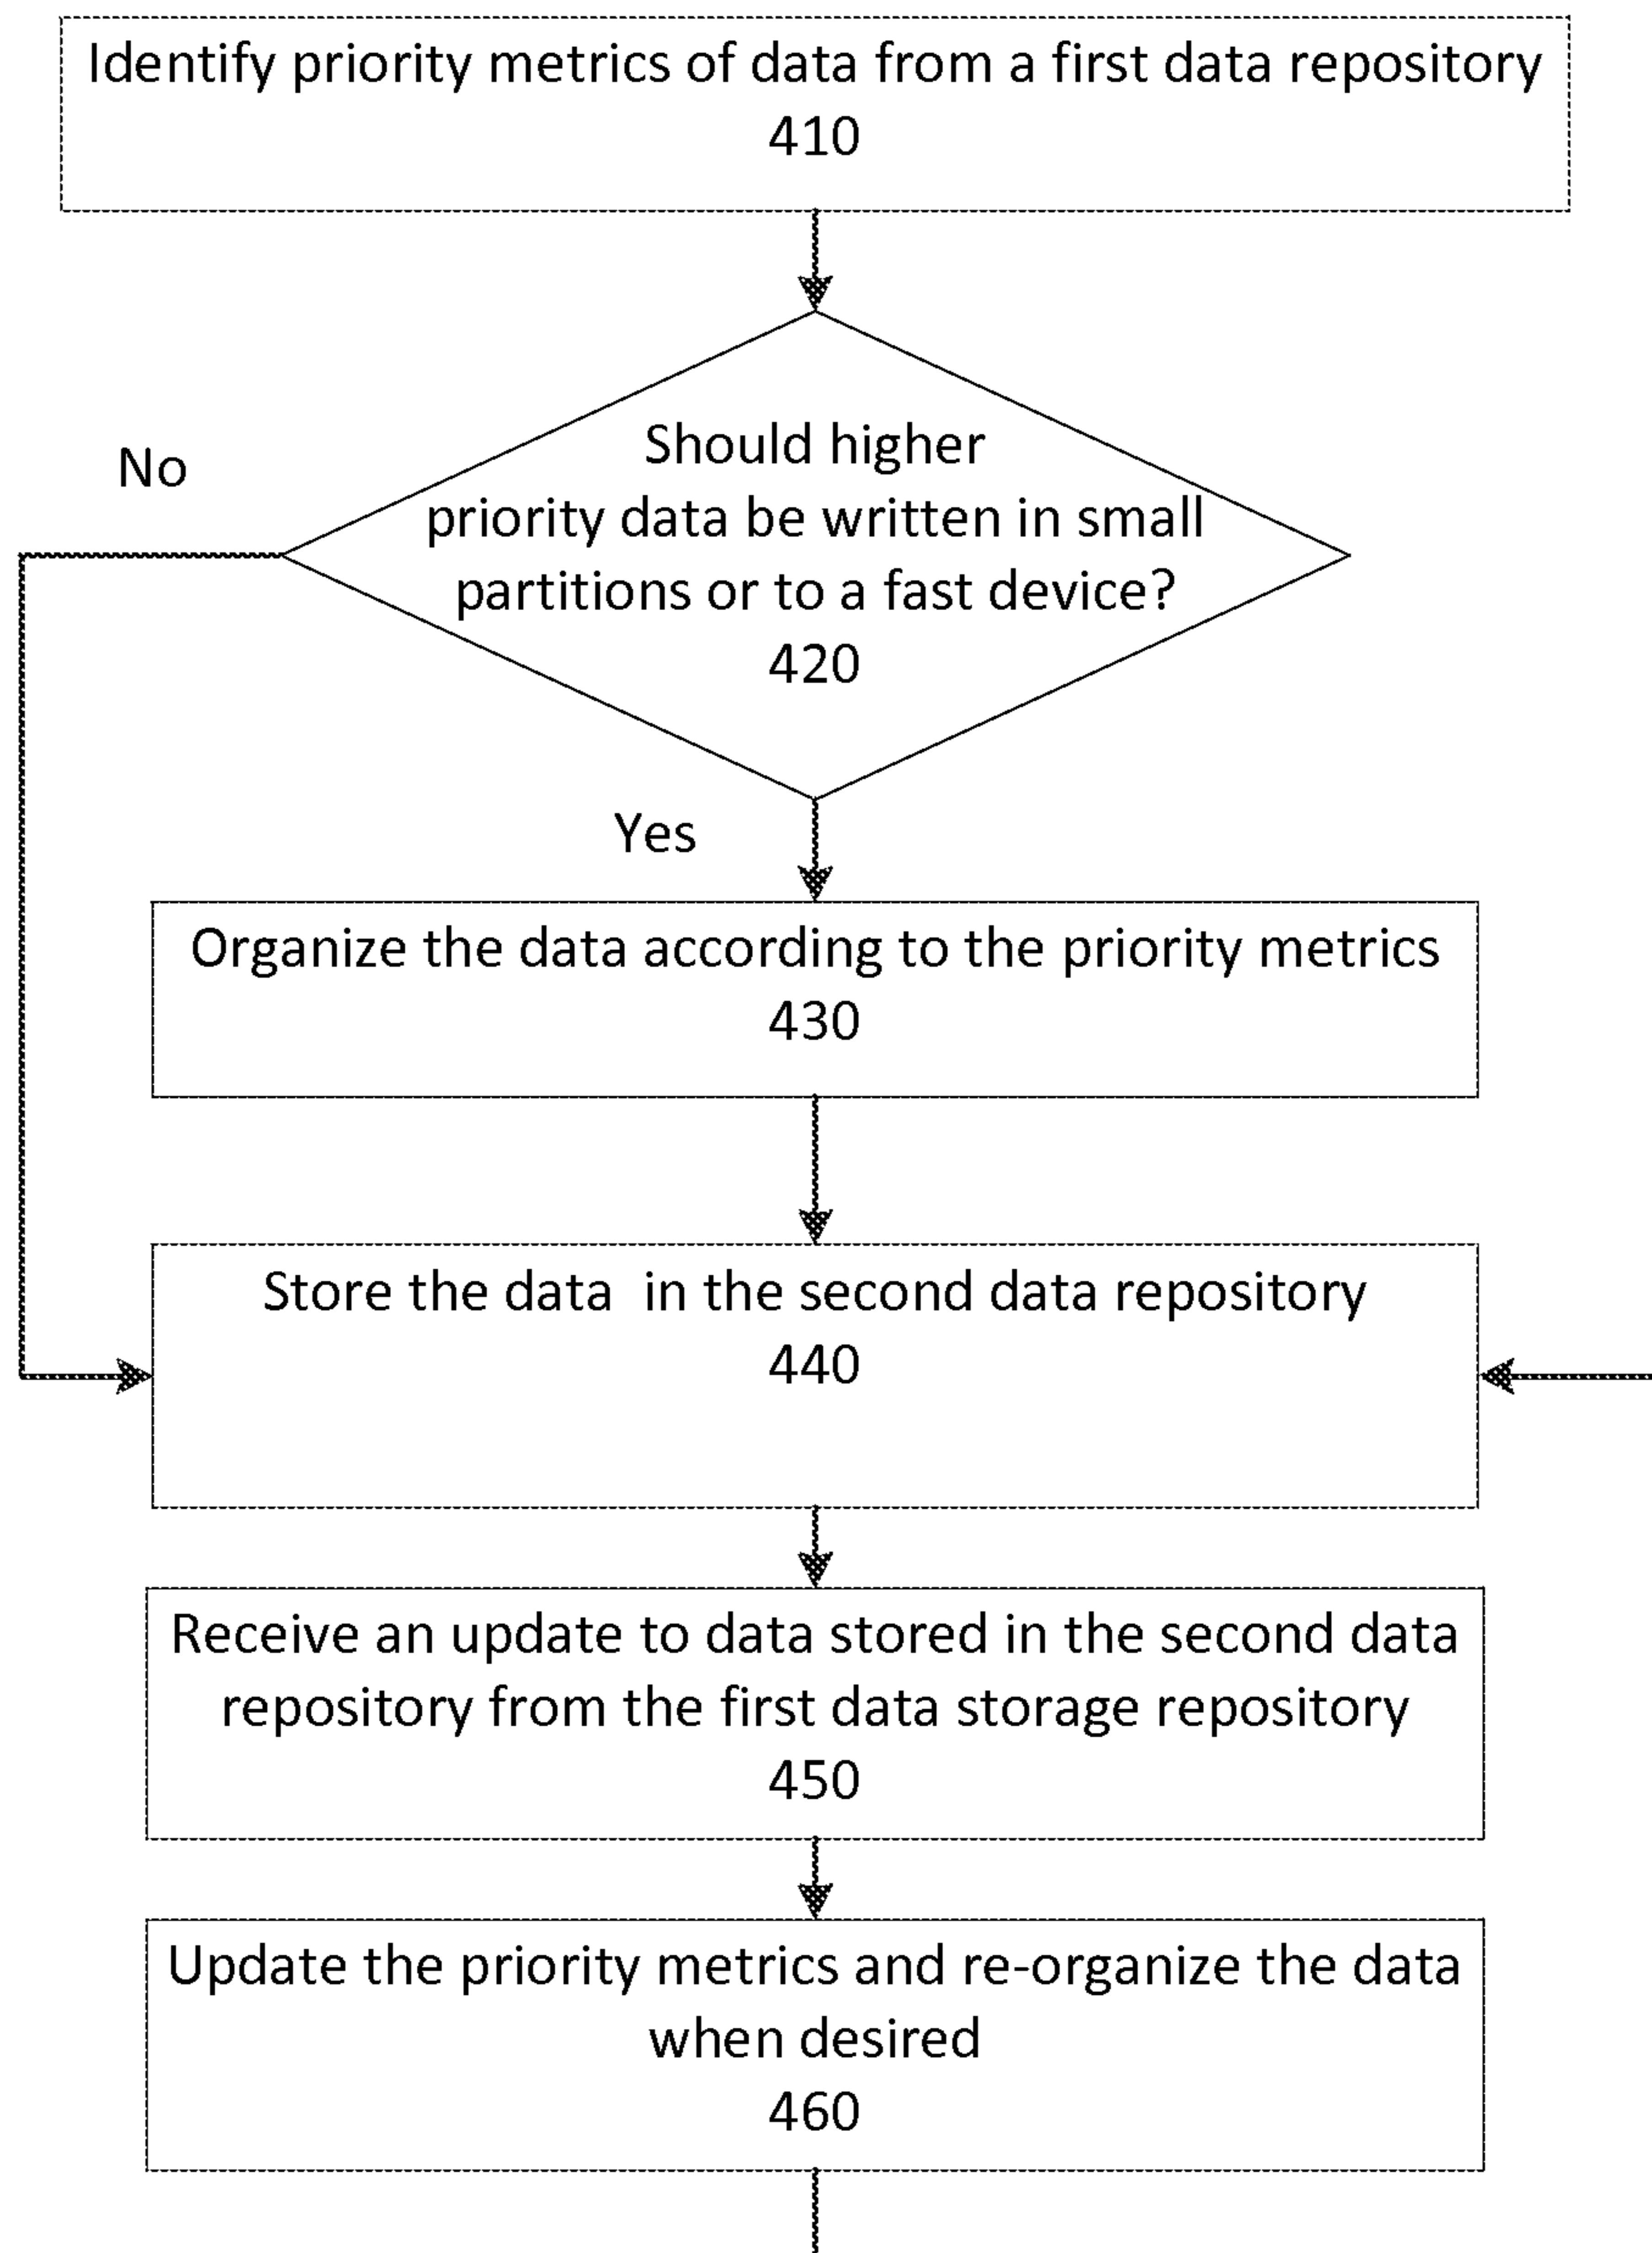 Identify priority metrics of data from a first data repository
410
No
Should higher
priority data be written in small
partitions or to a fast device?
420
Yes
Organize the data according to the priority metrics
430
Store the data  in the second data repository
440
Receive an update to data stored in the second data
repository from the first data storage repository
450
Update the priority metrics and re-organize the data
when desired
460